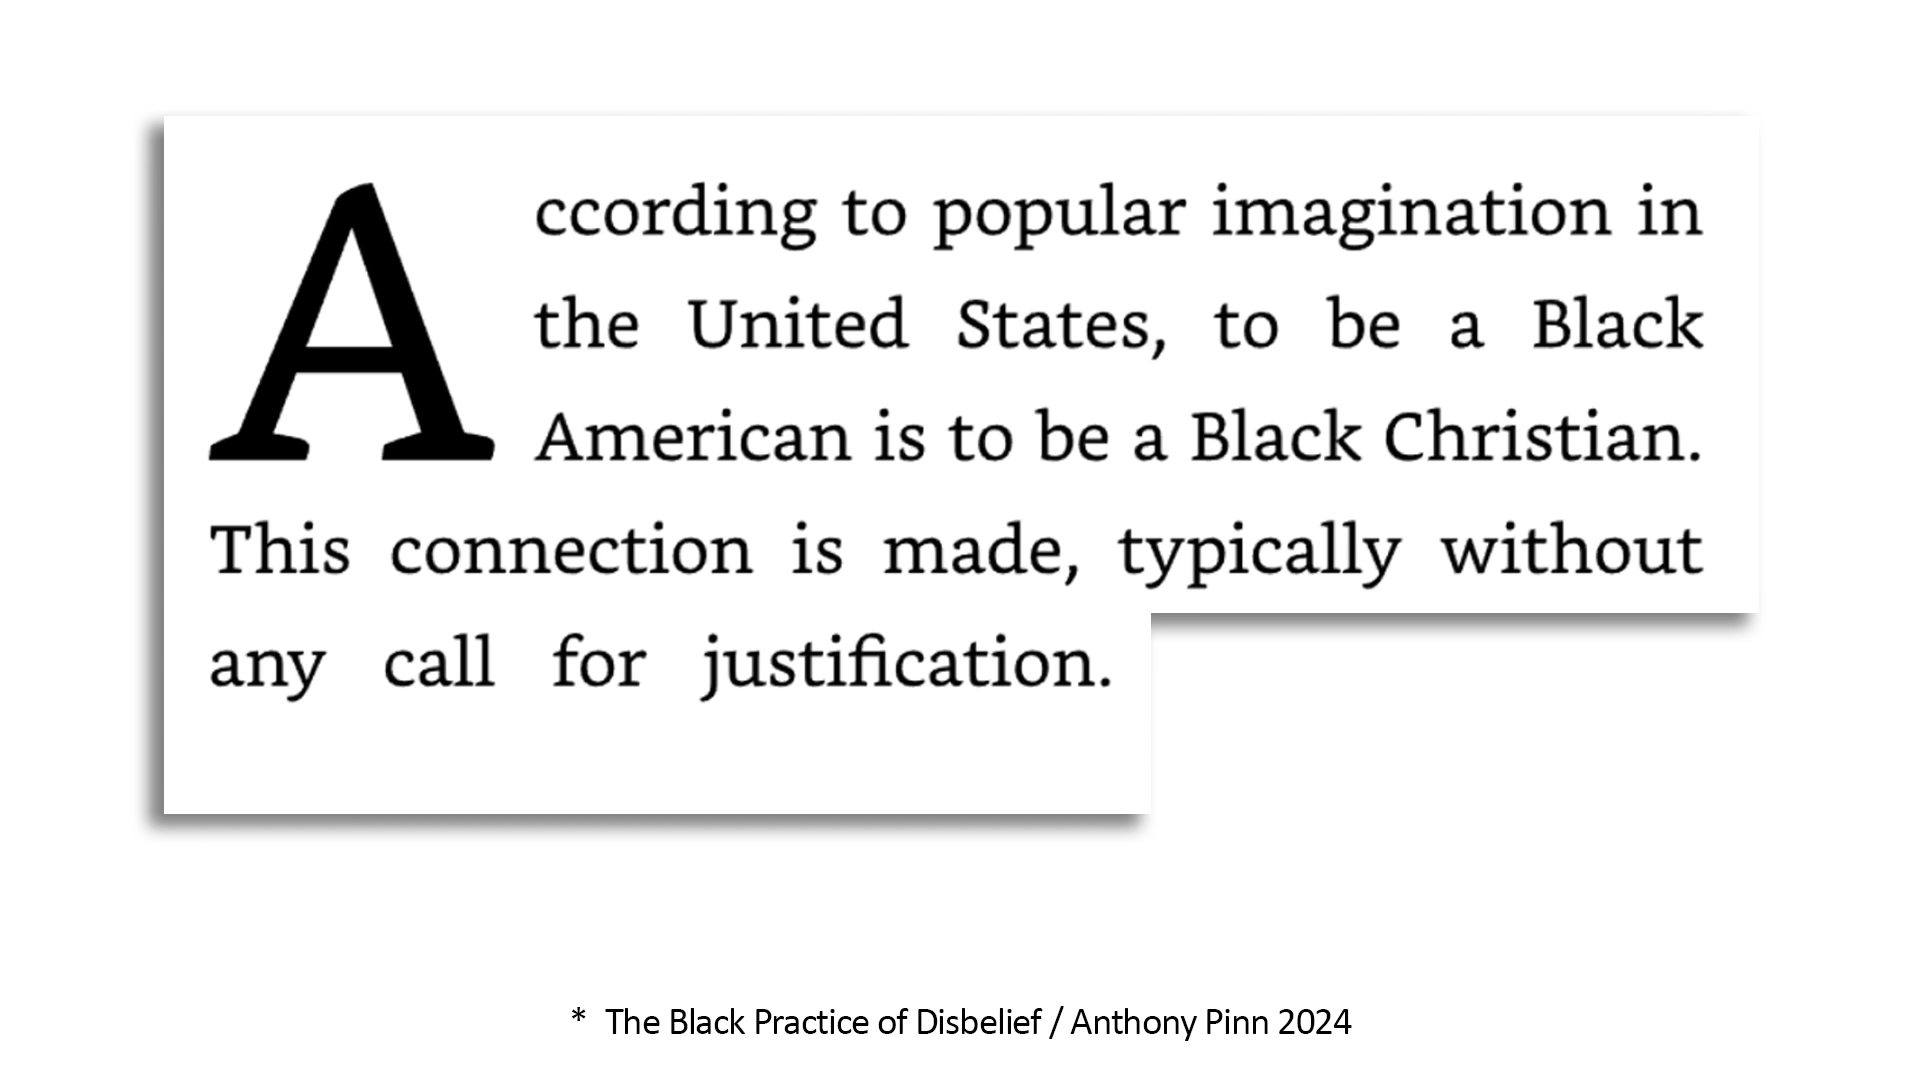 According to popular imagination in
the United States, to be a Black
American is to be a Black Christian.
This connection is made, typically without
any call for justification.
* The Black Practice of Disbelief / Anthony Pinn 2024